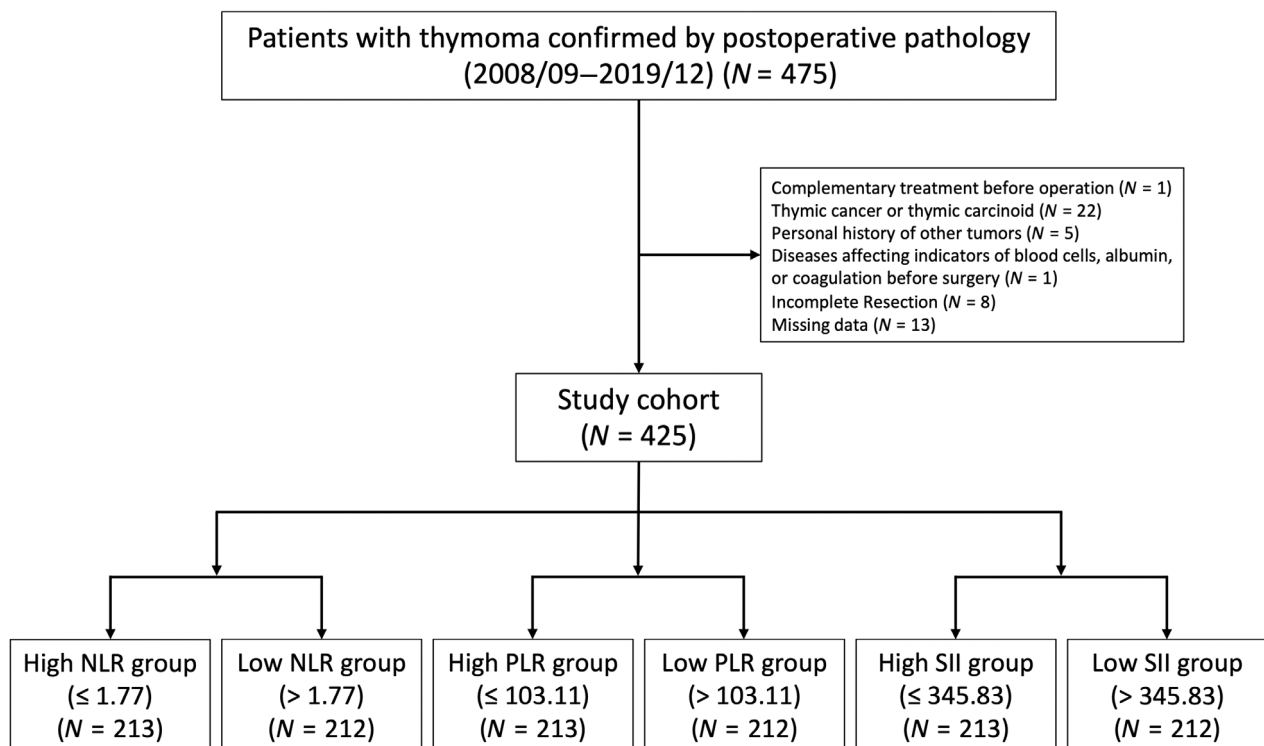 Patients with thymoma confirmed by postoperative pathology
(2008/09–2019/12) (N = 475)
Complementary treatment before operation (N = 1)
Thymic cancer or thymic carcinoid (N = 22)
Personal history of other tumors (N = 5)
Diseases affecting indicators of blood cells, albumin,
or coagulation before surgery (N = 1)
Incomplete Resection (N = 8)
Missing data (N = 13)
Study cohort
(N = 425)
High NLR group
(≤ 1.77)
(N = 213)
Low NLR group
(> 1.77)
(N = 212)
High PLR group
(≤ 103.11)
(N = 213)
Low PLR group
(> 103.11)
(N = 212)
High SII group
(≤ 345.83)
(N = 213)
Low SII group
(> 345.83)
(N = 212)